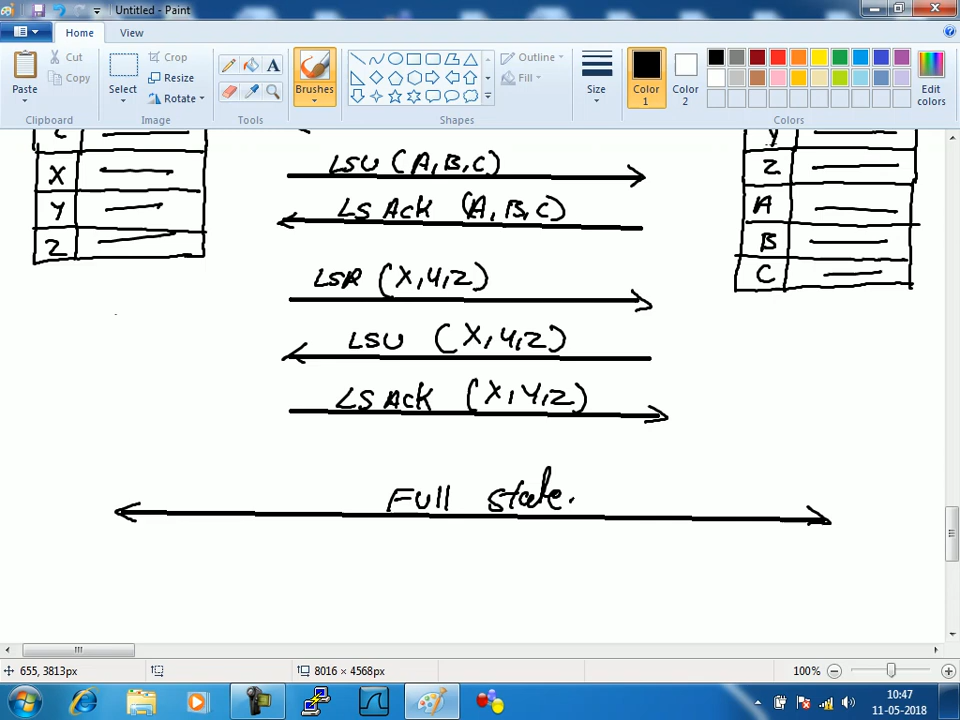 Untitled - Paint
Home View
Paste
Cut
Copy
Clipboard
Select
Crop
Resize
Rotate
Image
Tools
Brushes
Shapes
Outline
Fill
Size
Color 1
Color 2
Edit colors
Colors
C
X
Y
Z
Y
Z
A
B
C
LSU (A,B,C)
LS Ack (A,B,C)
LSR (X,Y,Z)
LSU (X,Y,Z)
LS Ack (X,Y,Z)
Full state.
655, 3813px
8016 × 4568px
100%
10:47
11-05-2018